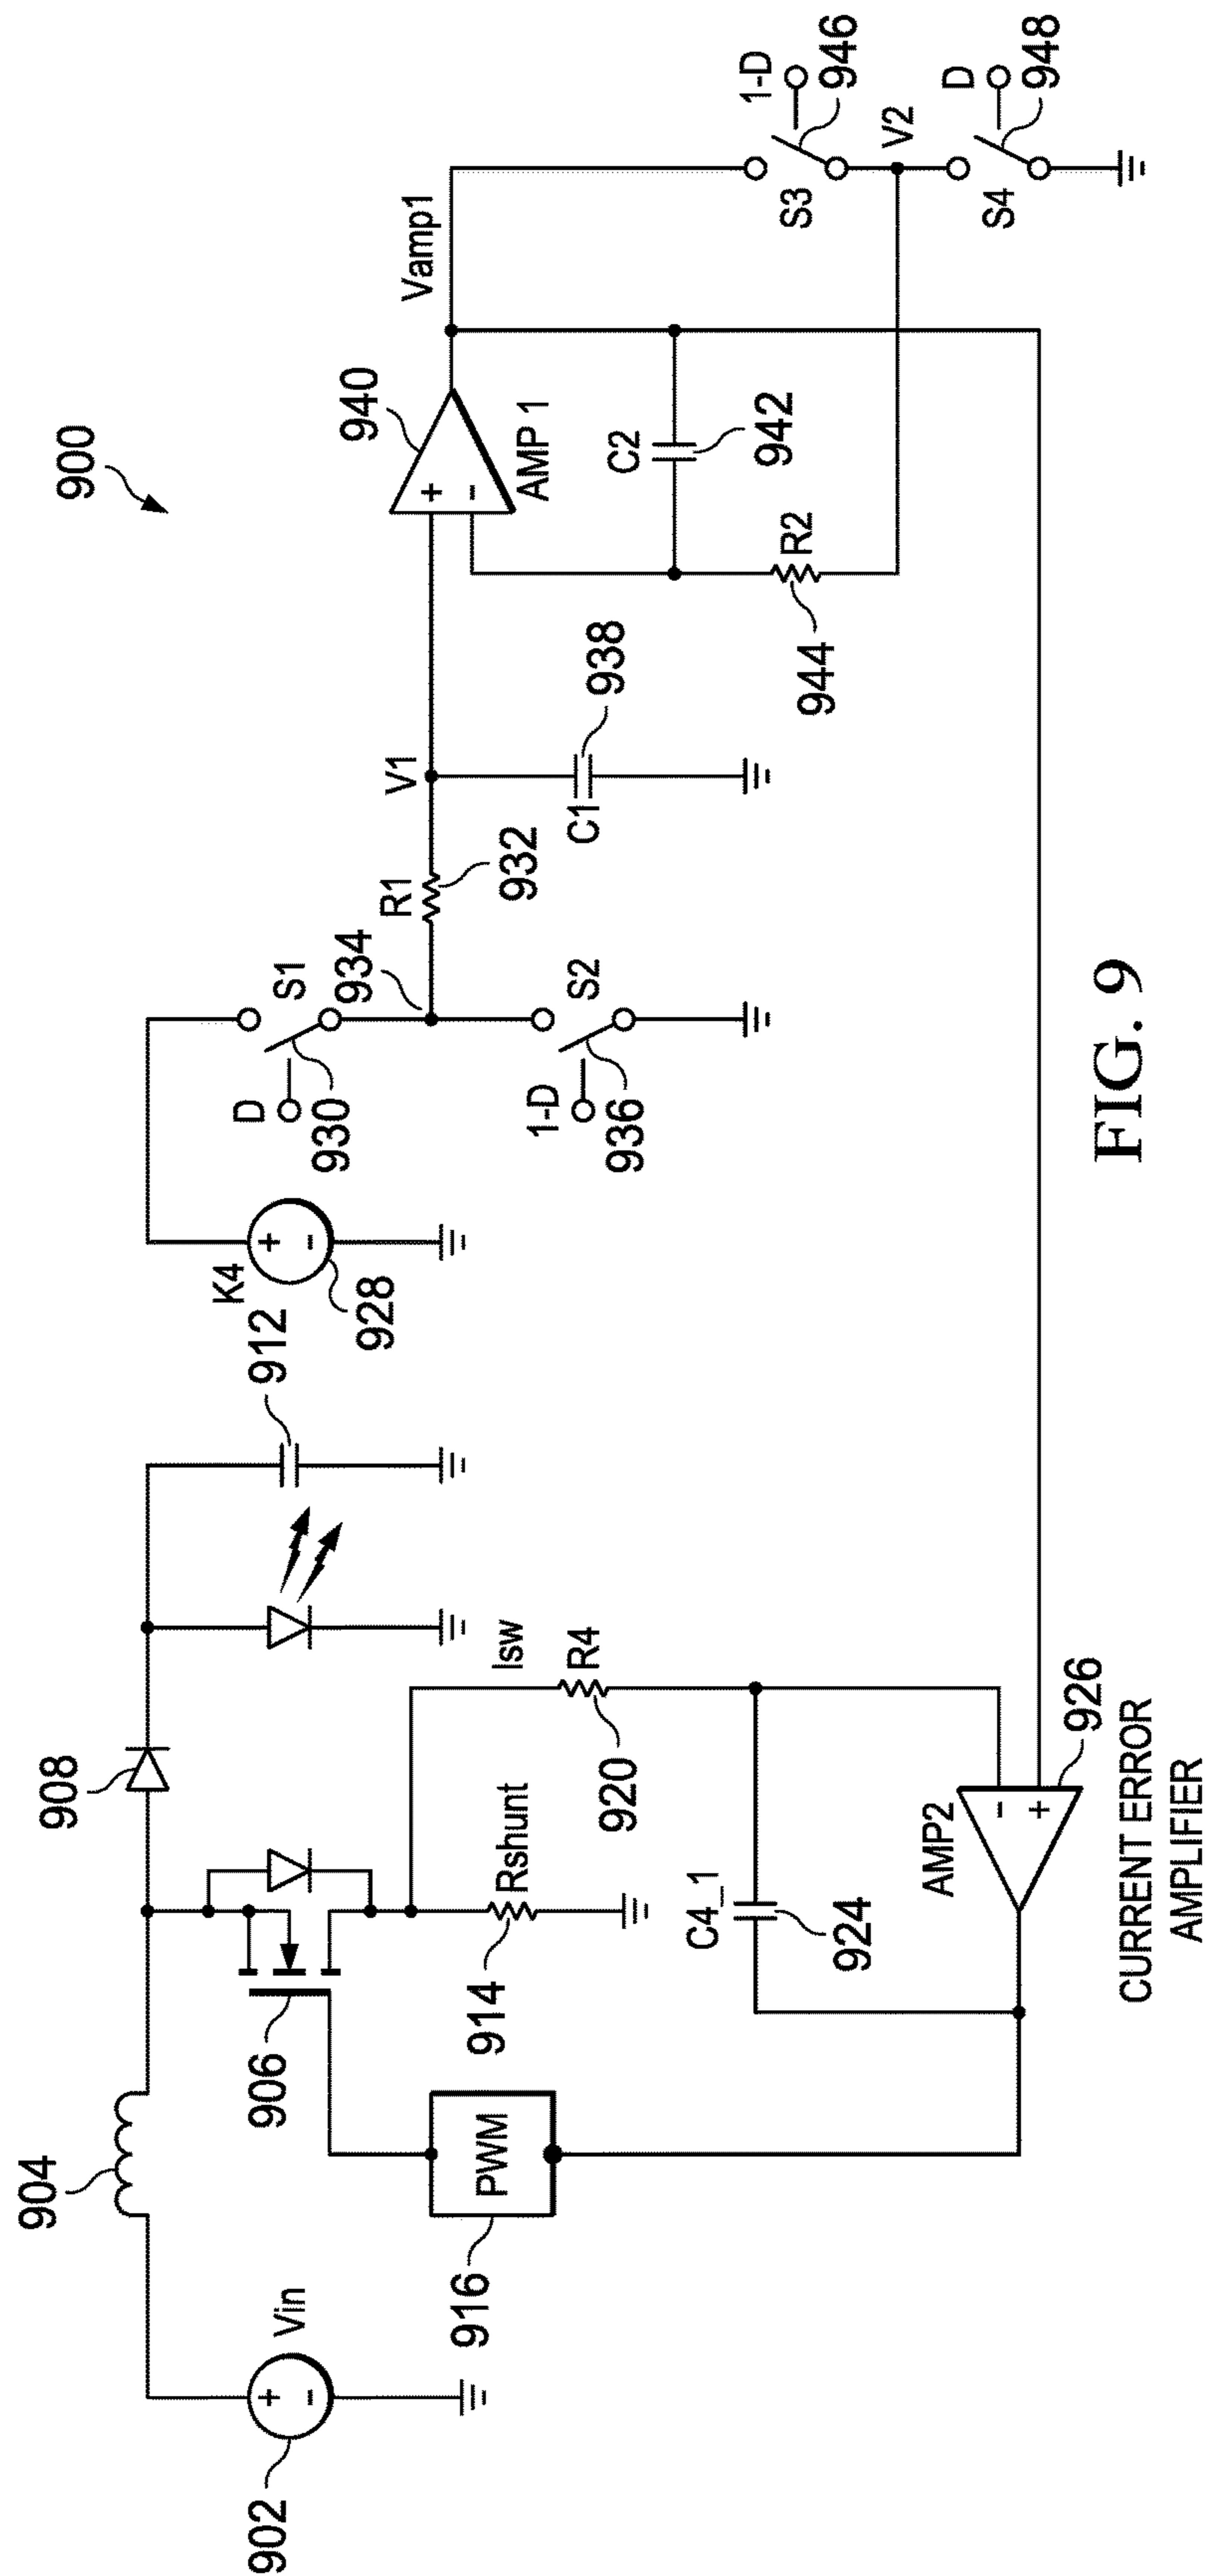 900
902
Vin
904
906
908
912
914
Rshunt
916
PWM
Isw
R4
920
C4_1
924
AMP2
-
+
926
CURRENT ERROR
AMPLIFIER
K4
+
-
928
D
S1
930
934
1-D
S2
936
R1
932
V1
C1
938
940
+
-
AMP 1
Vamp1
C2
942
R2
944
1-D
S3
946
V2
D
S4
948
+
-
FIG. 9